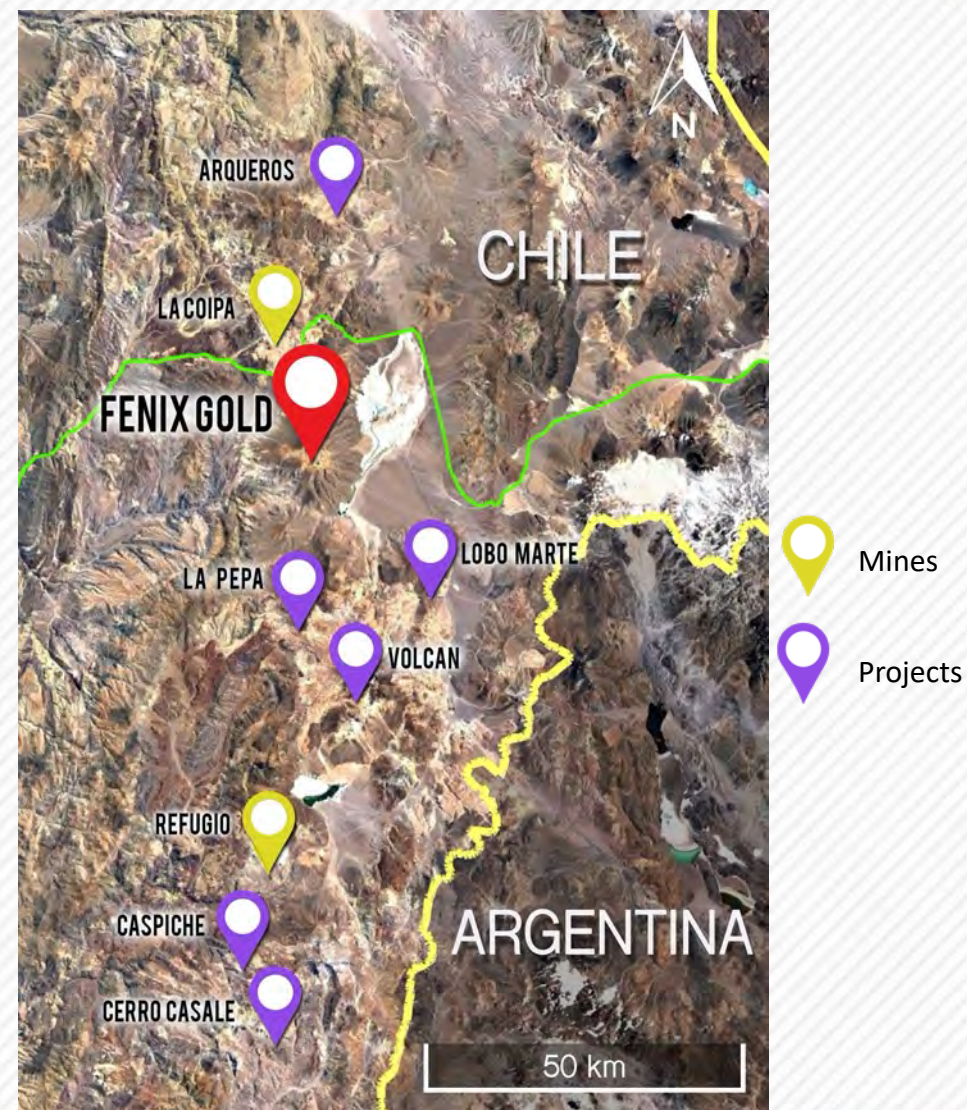 N
ARQUEROS
CHILE
LA COIPA
FENIX GOLD
LOBO MARTE
LA PEPA
VOLCAN
REFUGIO
CASPICHE
ARGENTINA
CERRO CASALE
50 km
Mines
Projects